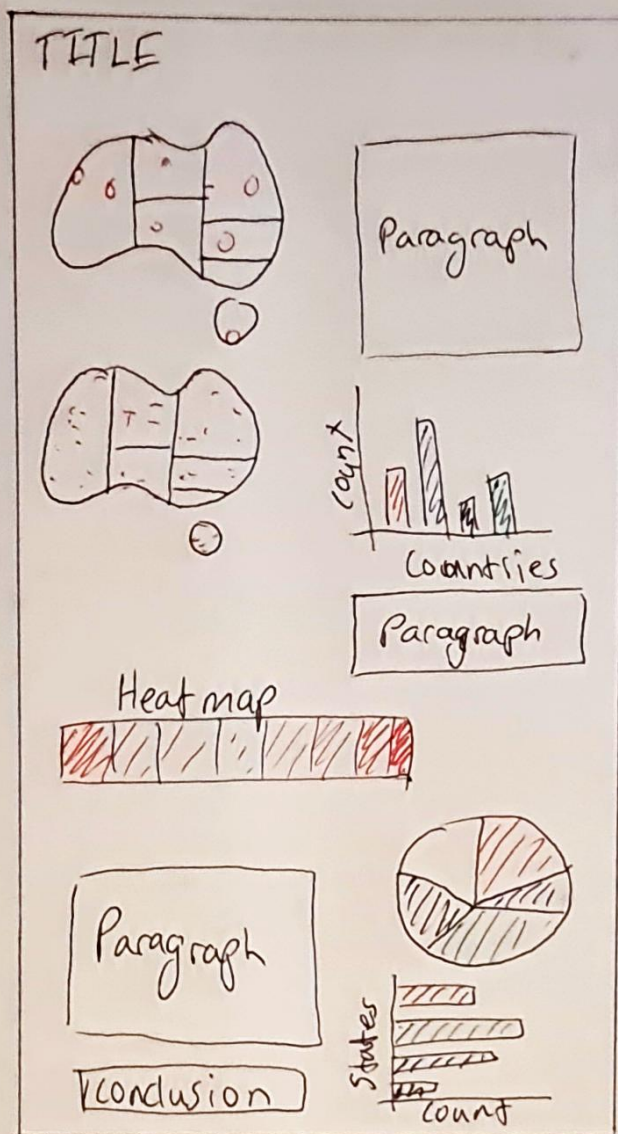 TITLE
Paragraph
Count
Countries
Paragraph
Heat map
Paragraph
States
Count
Conclusion